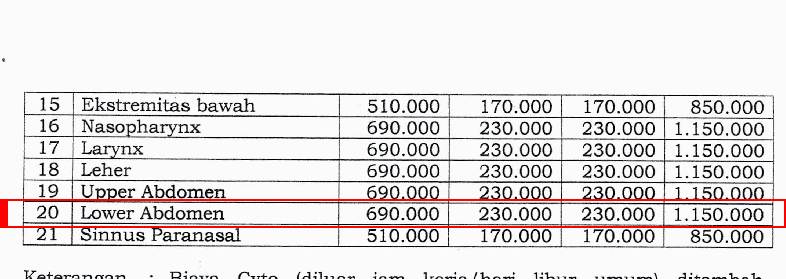 15 Ekstremitas bawah 510.000 170.000 170.000 850.000
16 Nasopharynx 690.000 230.000 230.000 1.150.000
17 Larynx 690.000 230.000 230.000 1.150.000
18 Leher 690.000 230.000 230.000 1.150.000
19 Upper Abdomen 690.000 230.000 230.000 1.150.000
20 Lower Abdomen 690.000 230.000 230.000 1.150.000
21 Sinnus Paranasal 510.000 170.000 170.000 850.000
Keterangan : Biaya Cyto (diluar jam kerja/hari libur umum) ditambah